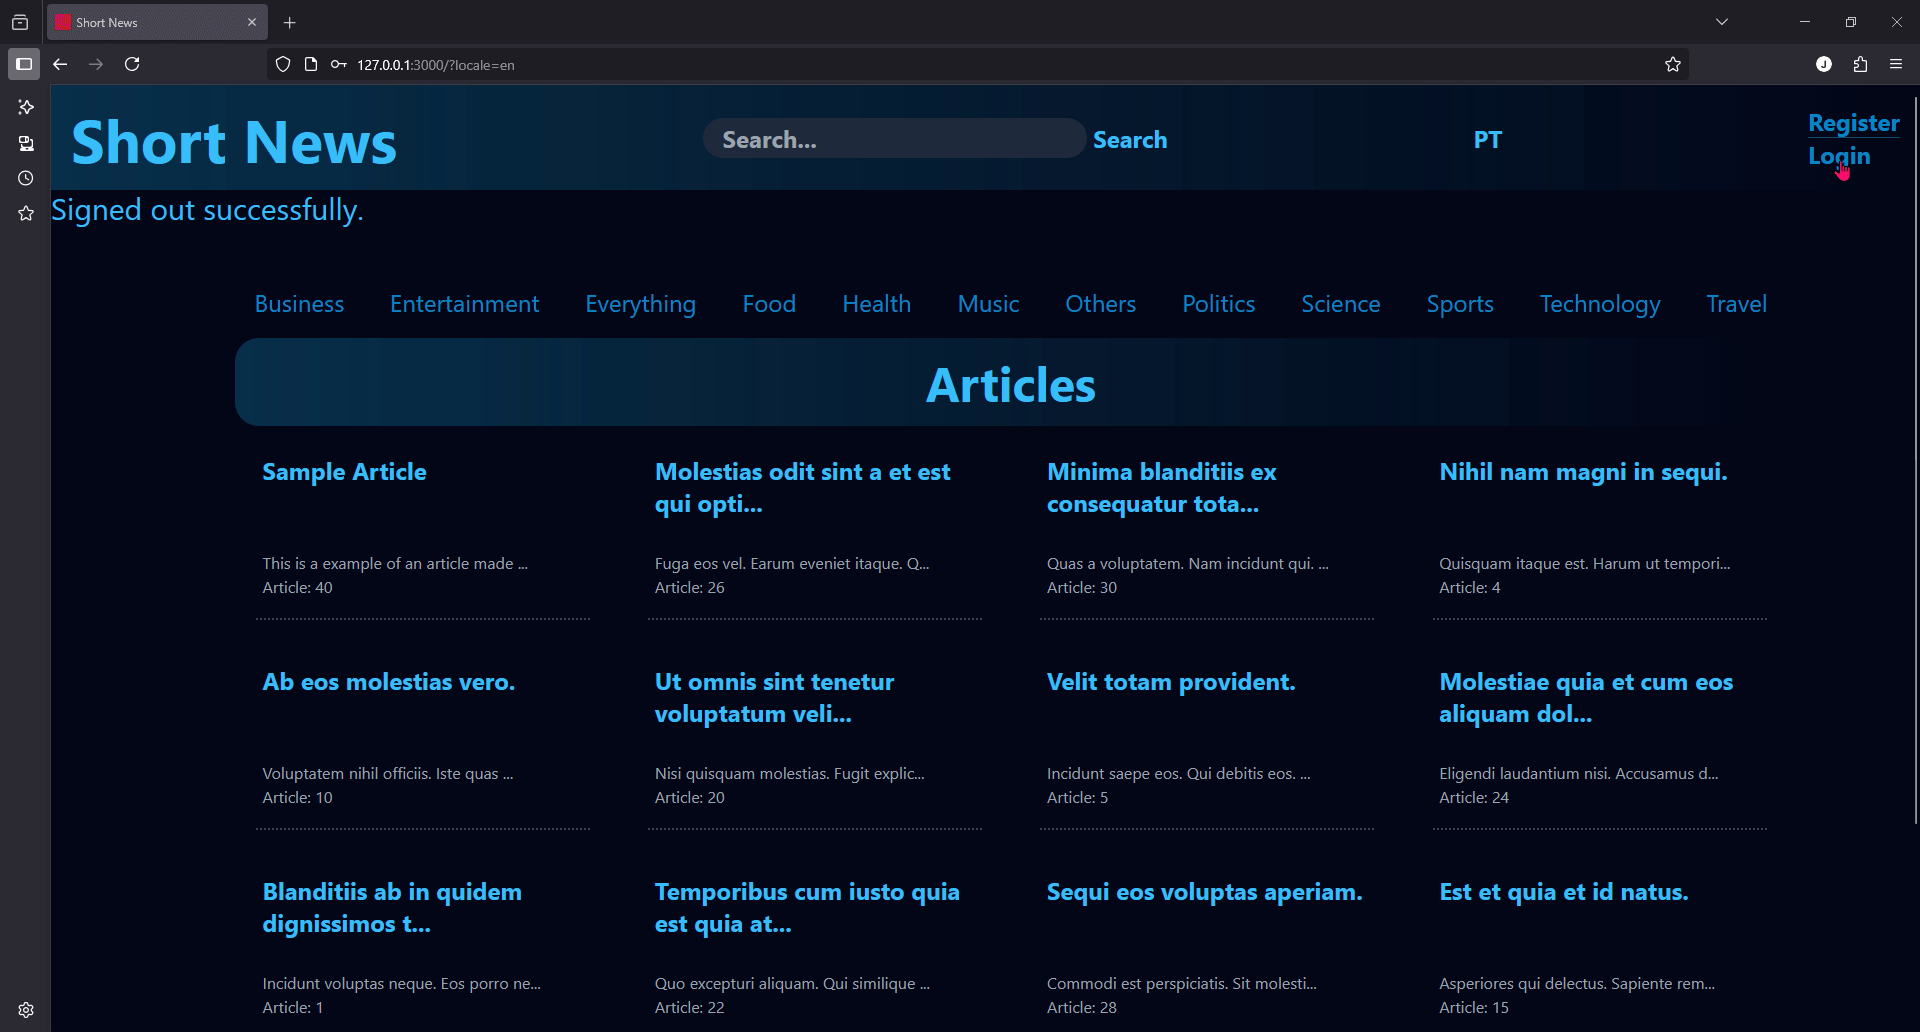 Short News
127.0.0.1:3000/?locale=en
J
Short News
Search...
Search
PT
Register
Login
Signed out successfully.
Business Entertainment Everything Food Health Music Others Politics Science Sports Technology Travel
Articles
Sample Article
This is a example of an article made ...
Article: 40
Molestias odit sint a et est
qui opti...
Fuga eos vel. Earum eveniet itaque. Q...
Article: 26
Minima blanditiis ex
consequatur tota...
Quas a voluptatem. Nam incidunt qui. ...
Article: 30
Nihil nam magni in sequi.
Quisquam itaque est. Harum ut tempori...
Article: 4
Ab eos molestias vero.
Voluptatem nihil officiis. Iste quas ...
Article: 10
Ut omnis sint tenetur
voluptatum veli...
Nisi quisquam molestias. Fugit explic...
Article: 20
Velit totam provident.
Incidunt saepe eos. Qui debitis eos. ...
Article: 5
Molestiae quia et cum eos
aliquam dol...
Eligendi laudantium nisi. Accusamus d...
Article: 24
Blanditiis ab in quidem
dignissimos t...
Incidunt voluptas neque. Eos porro ne...
Article: 1
Temporibus cum iusto quia
est quia at...
Quo excepturi aliquam. Qui similique ...
Article: 22
Sequi eos voluptas aperiam.
Commodi est perspiciatis. Sit molesti...
Article: 28
Est et quia et id natus.
Asperiores qui delectus. Sapiente rem...
Article: 15